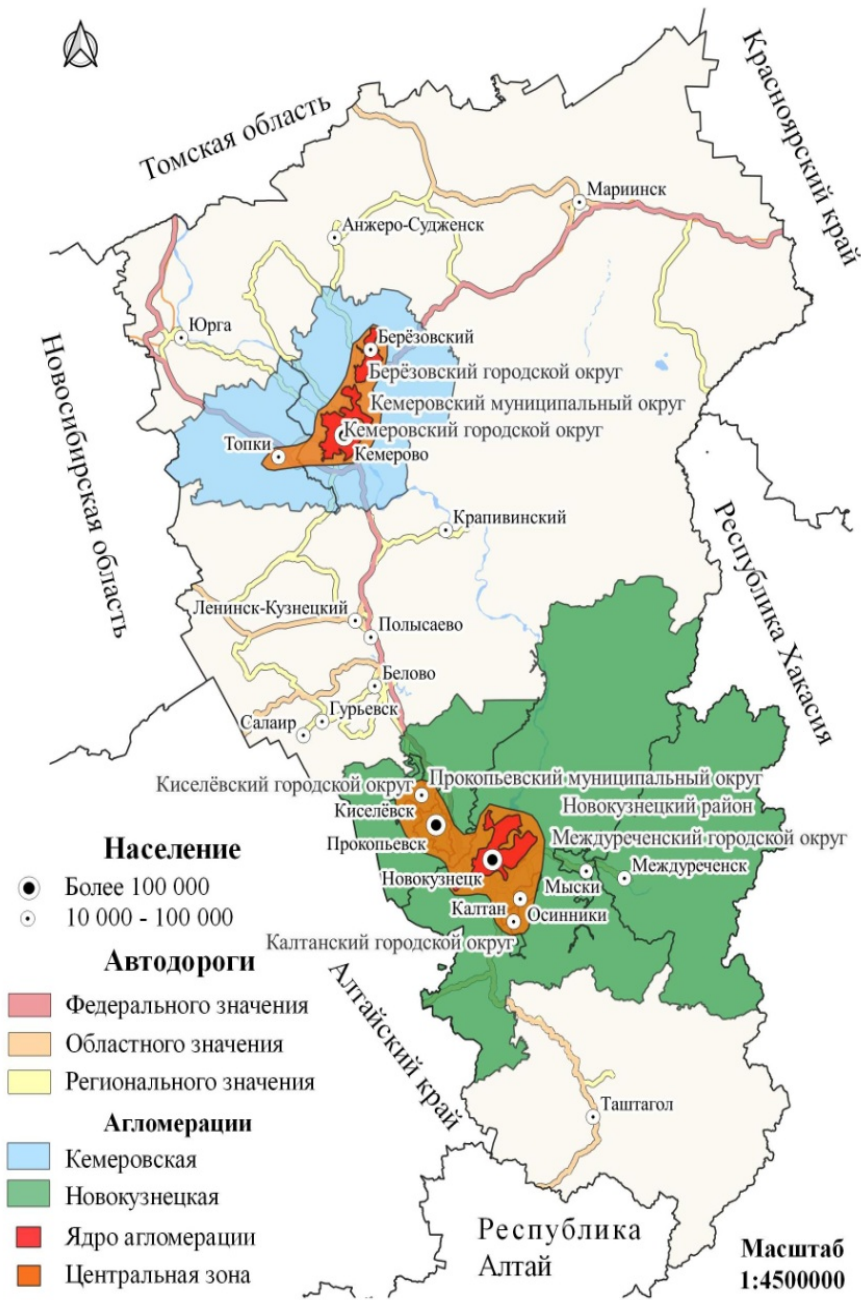 Томская область
Красноярский край
Мариинск
Анжеро-Судженск
Юрга
Новосибирская область
Берёзовский
Берёзовский городской округ
Кемеровский муниципальный округ
Кемеровский городской округ
Топки
Кемерово
Крапивинский
Республика Хакасия
Ленинск-Кузнецкий
Полысаево
Белово
Гурьевск
Салаир
Киселёвский городской округ
Прокопьевский муниципальный округ
Киселёвск
Новокузнецкий район
Прокопьевск
Междуреченский городской округ
Новокузнецк
Мыски
Междуреченск
Калтан
Осинники
Калтанский городской округ
Алтайский край
Таштагол
Республика
Алтай
Население
Более 100 000
10 000 - 100 000
Автодороги
Федерального значения
Областного значения
Регионального значения
Агломерации
Кемеровская
Новокузнецкая
Ядро агломерации
Центральная зона
Масштаб
1:4500000